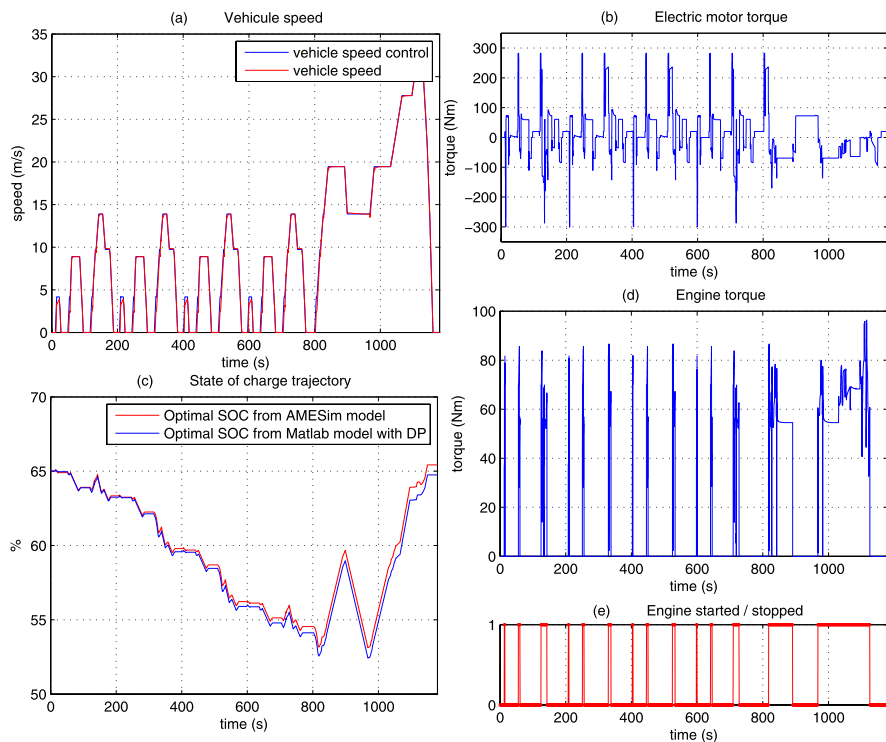 (a) Vehicule speed
35
30
25
20
15
10
5
0
speed (m/s)
vehicle speed control
vehicle speed
0 200 400 600 800 1000
time (s)
(b) Electric motor torque
300
200
100
0
−100
−200
−300
torque (Nm)
0 200 400 600 800 1000
time (s)
(c) State of charge trajectory
70
65
60
55
50
%
Optimal SOC from AMESim model
Optimal SOC from Matlab model with DP
0 200 400 600 800 1000
time (s)
(d) Engine torque
100
80
60
40
20
0
torque (Nm)
0 200 400 600 800 1000
time (s)
(e) Engine started / stopped
1
0
0 200 400 600 800 1000
time (s)